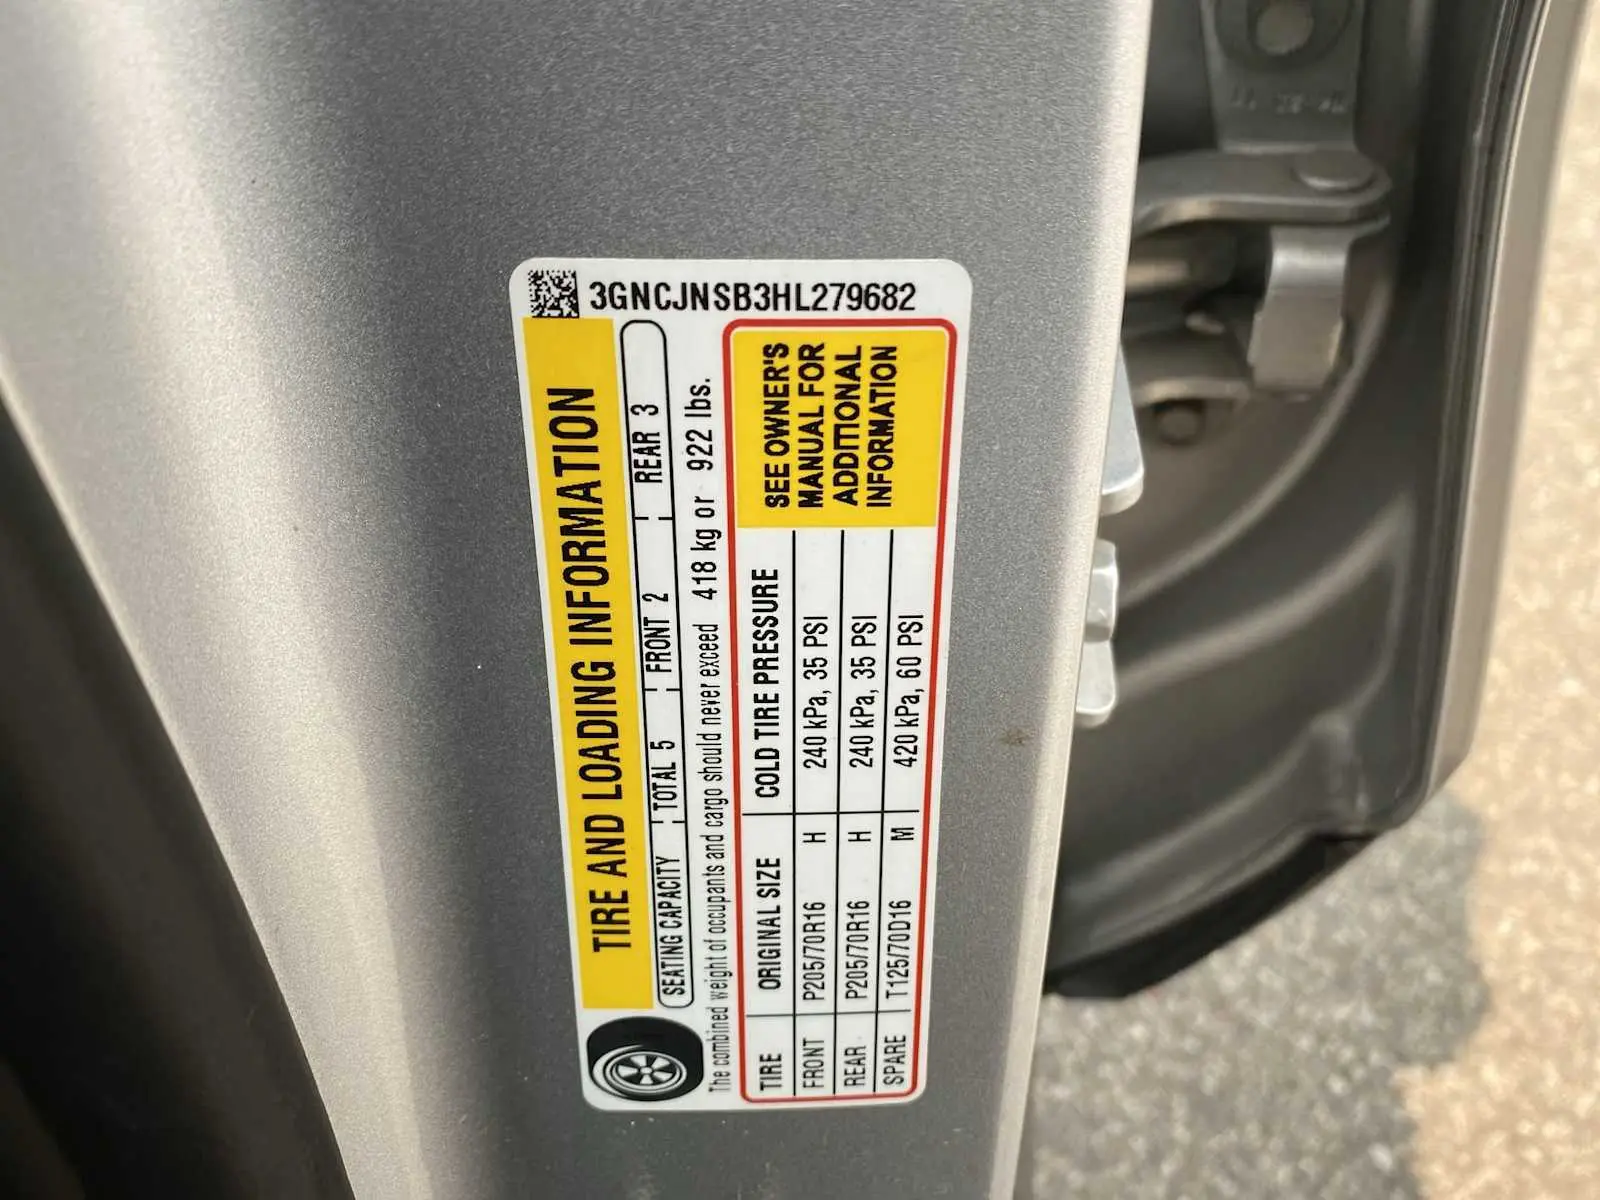 3GNCJNSB3HL279682
TIRE AND LOADING INFORMATION
SEATING CAPACITY TOTAL 5 FRONT 2 REAR 3
The combined weight of occupants and cargo should never exceed 418 kg or 922 lbs.
TIRE ORIGINAL SIZE COLD TIRE PRESSURE
FRONT P205/70R16 H 240 kPa, 35 PSI
REAR P205/70R16 H 240 kPa, 35 PSI
SPARE T125/70D16 M 420 kPa, 60 PSI
SEE OWNER'S
MANUAL FOR
ADDITIONAL
INFORMATION